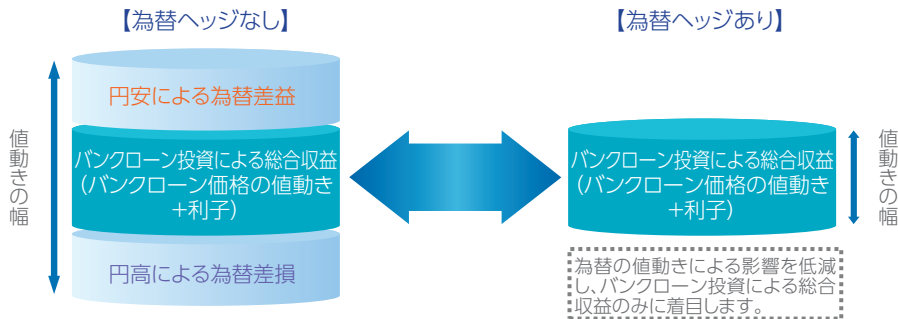 【為替ヘッジなし】
値動きの幅
円安による為替差益
バンクローン投資による総合収益
(バンクローン価格の値動き
+利子)
円高による為替差損
【為替ヘッジあり】
バンクローン投資による総合収益
(バンクローン価格の値動き
+利子)
値動きの幅
為替の値動きによる影響を低減
し、バンクローン投資による総合
収益のみに着目します。